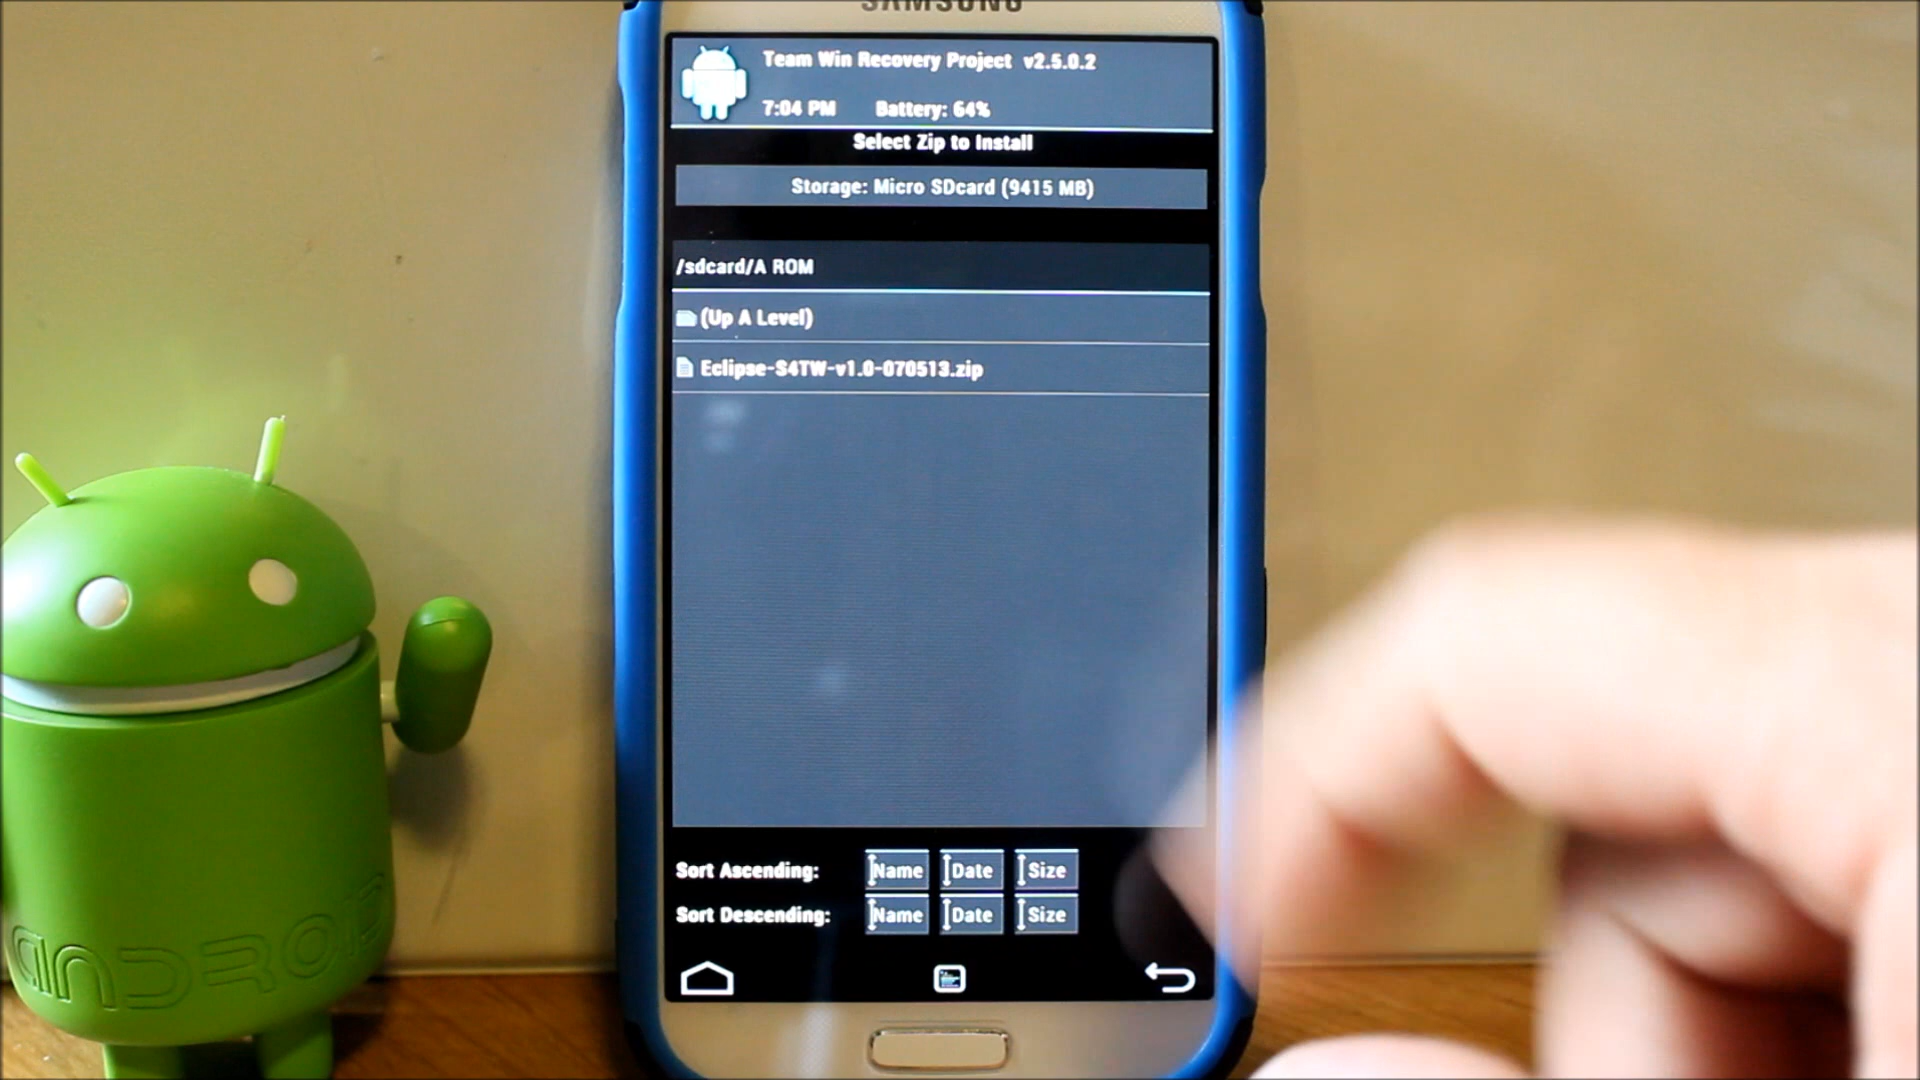 SAMSUNG
Team Win Recovery Project v2.5.0.2
7:04 PM Battery: 64%
Select Zip to Install
Storage: Micro SDcard (9415 MB)
/sdcard/A ROM
(Up A Level)
Eclipse-S4TW-v1.0-070513.zip
Sort Ascending: Name Date Size
Sort Descending: Name Date Size
ANDROID